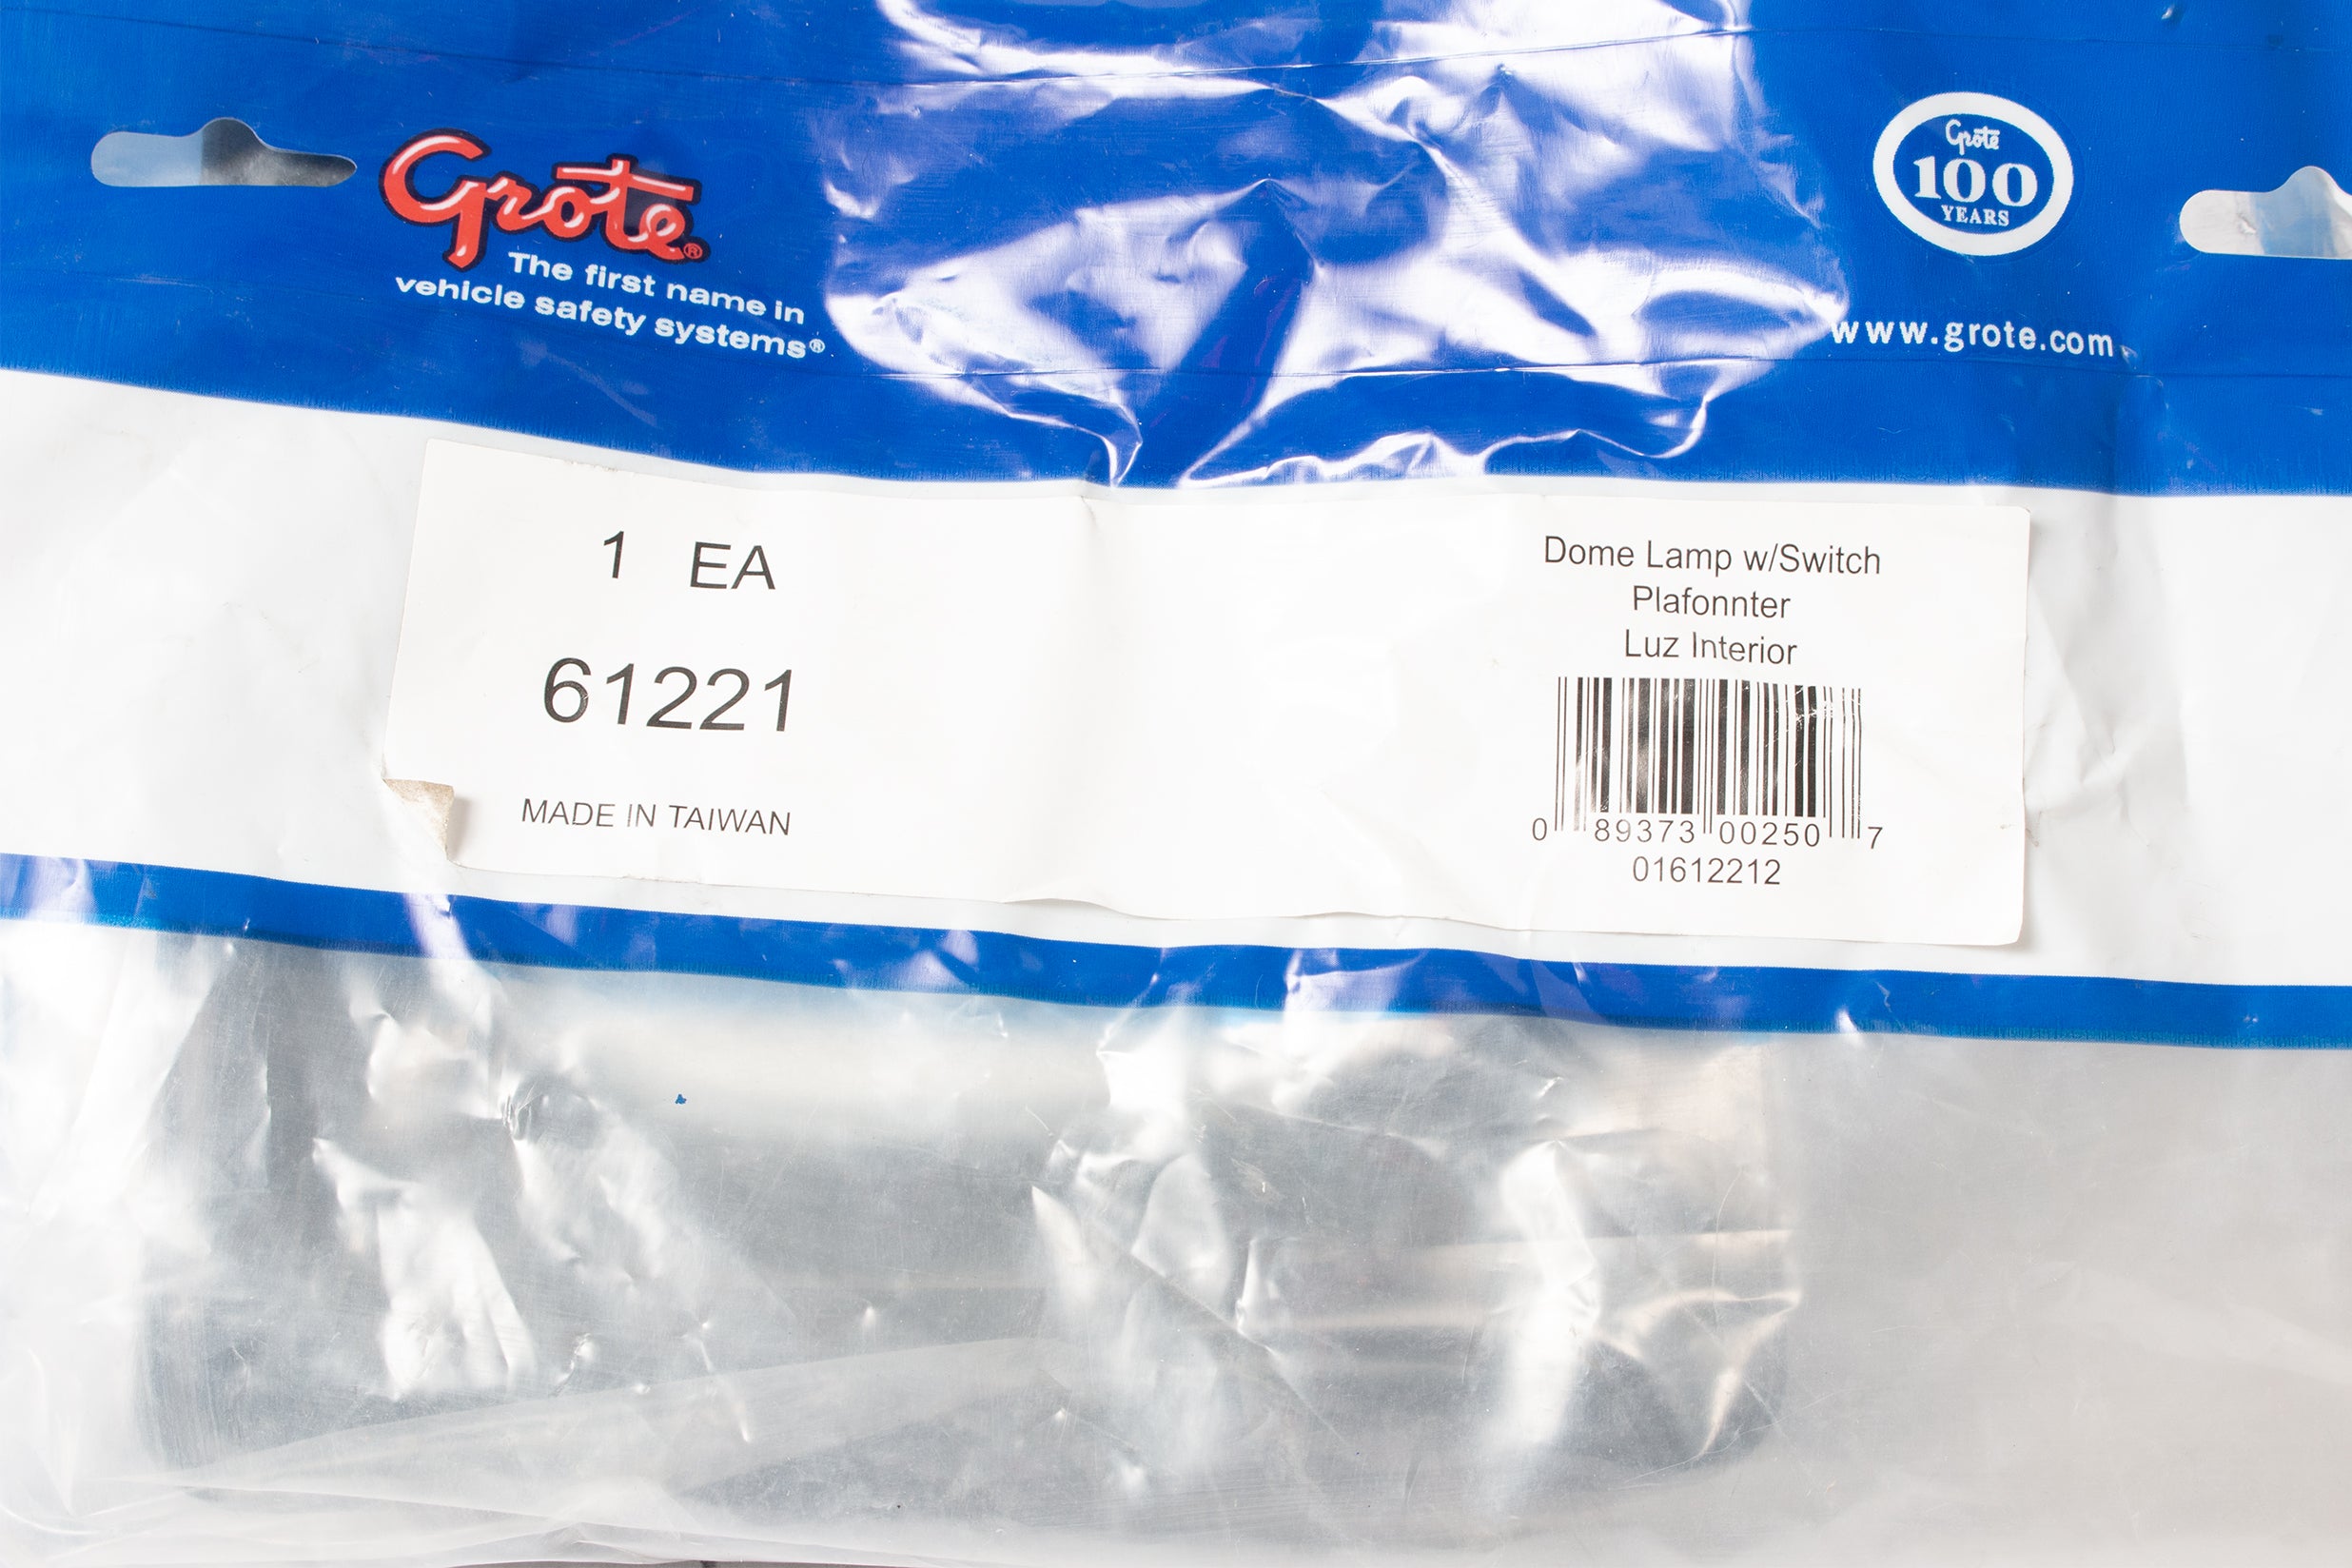 Grote®
The first name in
vehicle safety systems®
Grote
100
YEARS
www.grote.com
1 EA
61221
MADE IN TAIWAN
Dome Lamp w/Switch
Plafonnter
Luz Interior
0 89373 00250 7
01612212